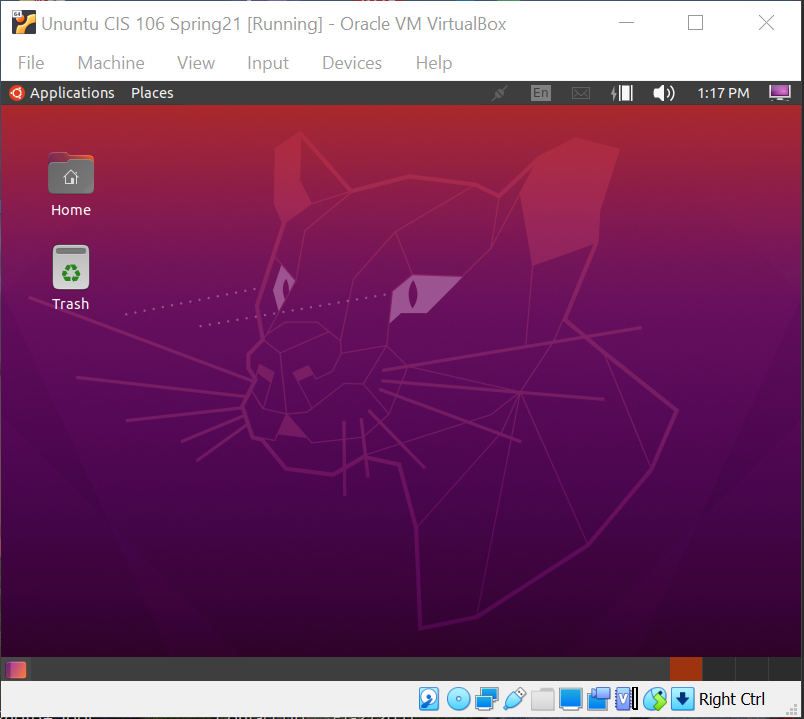 Ununtu CIS 106 Spring21 [Running] - Oracle VM VirtualBox
File Machine View Input Devices Help
Applications Places En 1:17 PM
Home
Trash
Right Ctrl